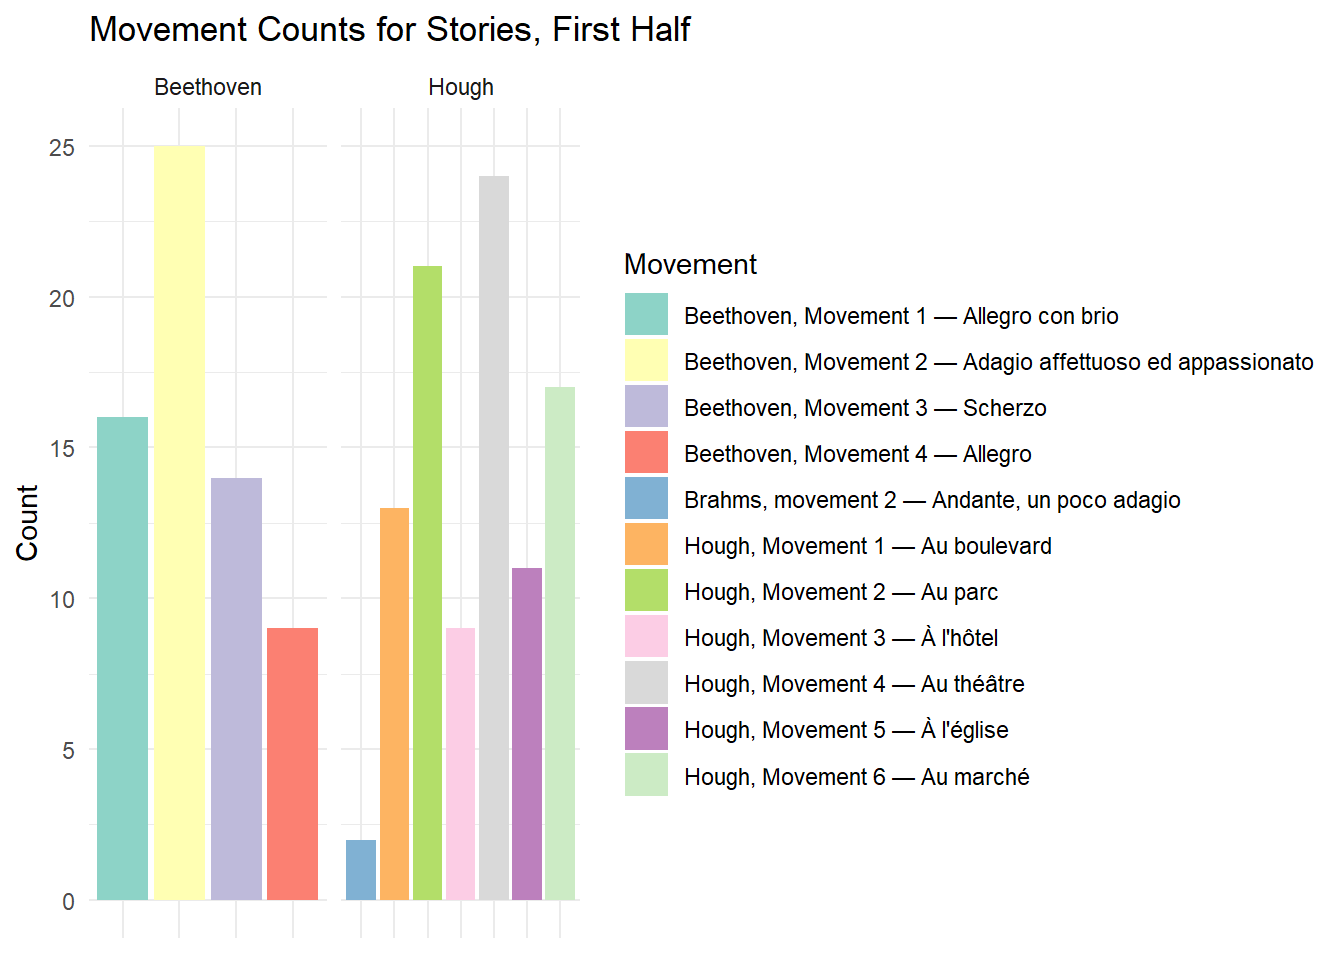 Movement Counts for Stories, First Half
Beethoven
Hough
25
20
15
10
5
0
Count
Movement
Beethoven, Movement 1 — Allegro con brio
Beethoven, Movement 2 — Adagio affettuoso ed appassionato
Beethoven, Movement 3 — Scherzo
Beethoven, Movement 4 — Allegro
Brahms, movement 2 — Andante, un poco adagio
Hough, Movement 1 — Au boulevard
Hough, Movement 2 — Au parc
Hough, Movement 3 — À l'hôtel
Hough, Movement 4 — Au théâtre
Hough, Movement 5 — À l'église
Hough, Movement 6 — Au marché